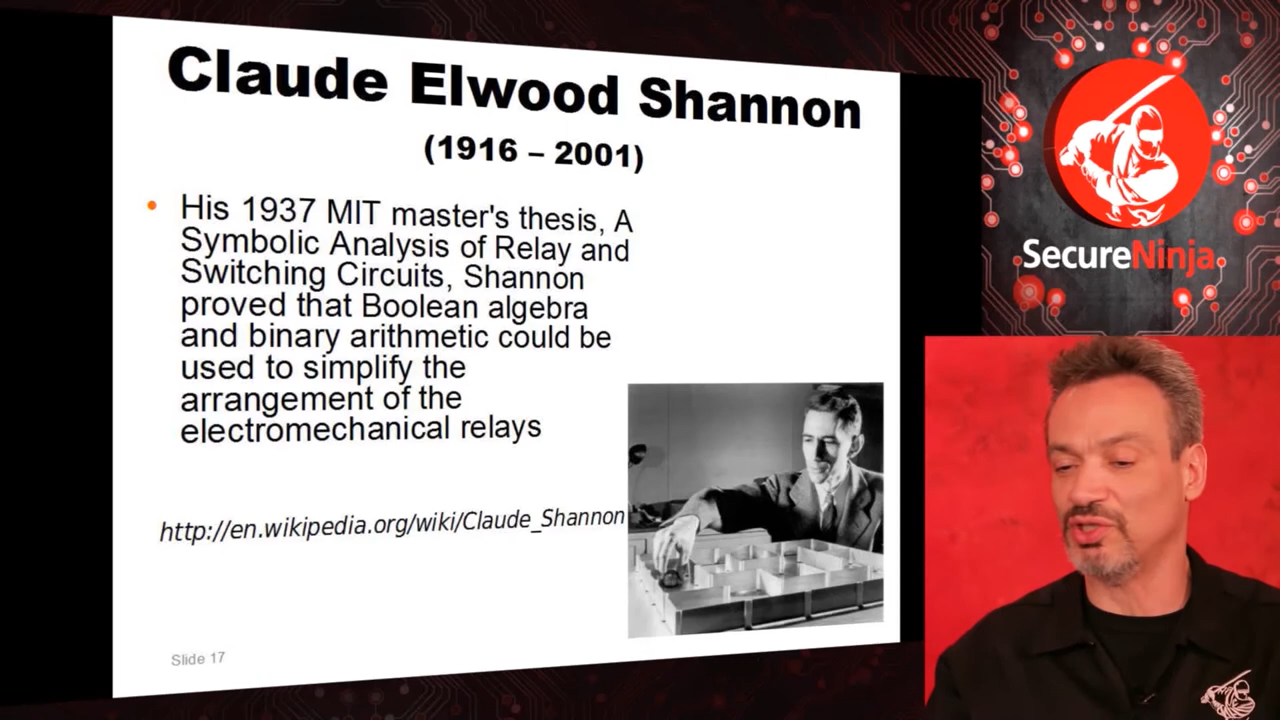 Claude Elwood Shannon
(1916 – 2001)
• His 1937 MIT master's thesis, A
Symbolic Analysis of Relay and
Switching Circuits, Shannon
proved that Boolean algebra
and binary arithmetic could be
used to simplify the
arrangement of the
electromechanical relays
http://en.wikipedia.org/wiki/Claude_Shannon
Slide 17
SecureNinja